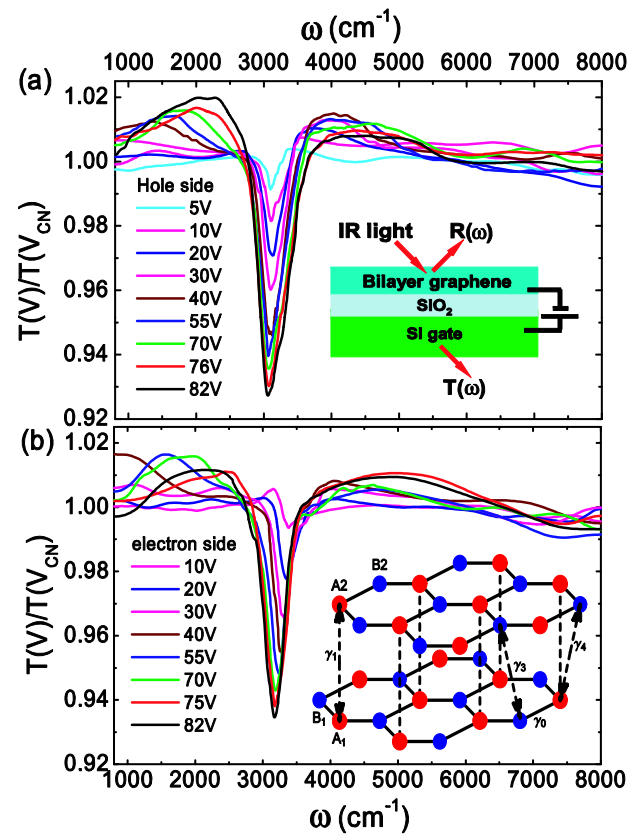 ω (cm⁻¹)
1000 2000 3000 4000 5000 6000 7000 8000
(a)
1.02
1.00
0.98
0.96
0.94
0.92
T(V)/T(V_CN)
Hole side
5V
10V
20V
30V
40V
55V
70V
76V
82V
IR light
R(ω)
Bilayer graphene
SIO₂
SI gate
T(ω)
(b)
1.02
1.00
0.98
0.96
0.94
0.92
T(V)/T(V_CN)
electron side
10V
20V
30V
40V
55V
70V
75V
82V
B2
A2
γ₁
γ₃
γ₄
B₁
γ₀
A₁
1000 2000 3000 4000 5000 6000 7000 8000
ω (cm⁻¹)